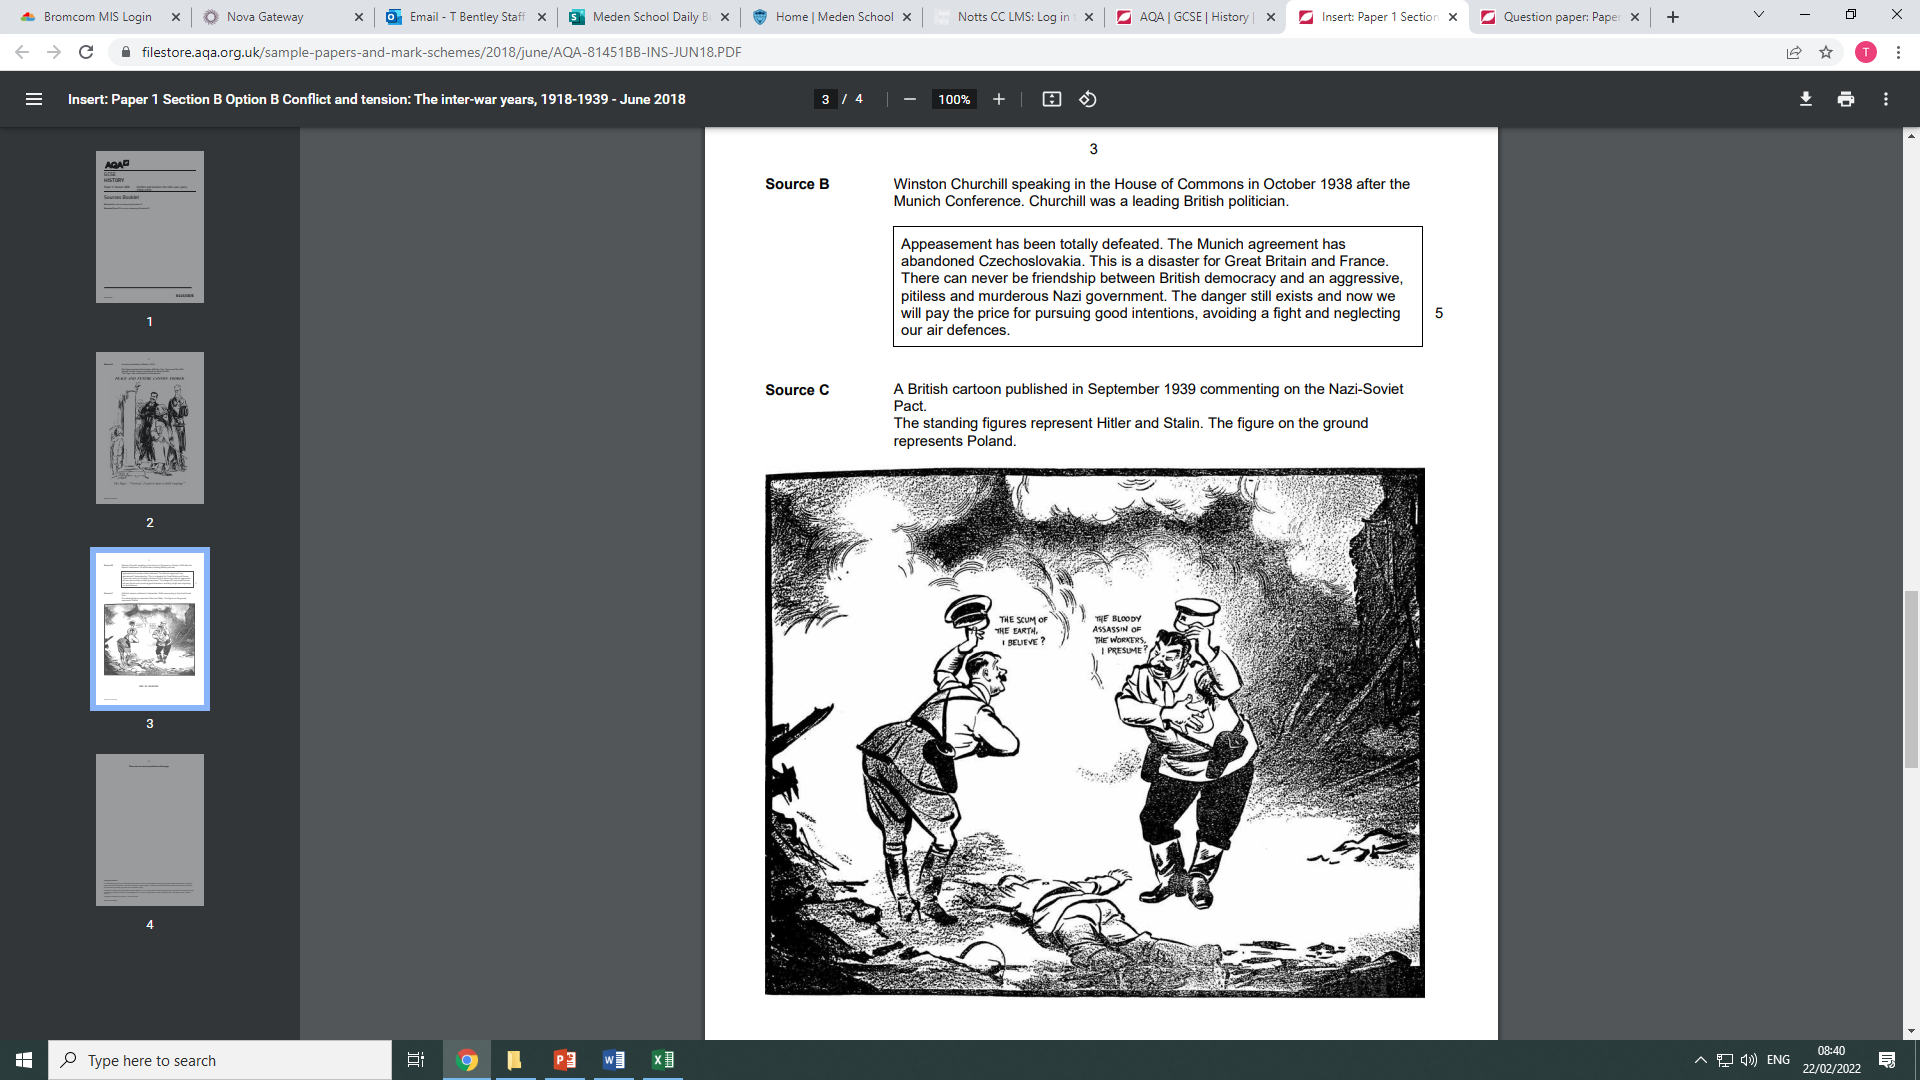 Bromcom MIS Login
Nova Gateway
Email - T Bentley Staff
Meden School Daily B
Home | Meden School
Notts CC LMS: Log in t
AQA | GCSE | History |
Insert: Paper 1 Section
Question paper: Pape
filestore.aqa.org.uk/sample-papers-and-mark-schemes/2018/june/AQA-81451BB-INS-JUN18.PDF
T
Insert: Paper 1 Section B Option B Conflict and tension: The inter-war years, 1918-1939 - June 2018
3 / 4
100%
AQA
GCSE
HISTORY
Sources Booklet
1
2
3
4
3
Source B
Winston Churchill speaking in the House of Commons in October 1938 after the
Munich Conference. Churchill was a leading British politician.
Appeasement has been totally defeated. The Munich agreement has
abandoned Czechoslovakia. This is a disaster for Great Britain and France.
There can never be friendship between British democracy and an aggressive,
pitiless and murderous Nazi government. The danger still exists and now we
will pay the price for pursuing good intentions, avoiding a fight and neglecting
our air defences.
5
Source C
A British cartoon published in September 1939 commenting on the Nazi-Soviet
Pact.
The standing figures represent Hitler and Stalin. The figure on the ground
represents Poland.
THE SCUM OF
THE EARTH,
I BELIEVE?
THE BLOODY
ASSASSIN OF
THE WORKERS,
I PRESUME?
Type here to search
ENG
08:40
22/02/2022